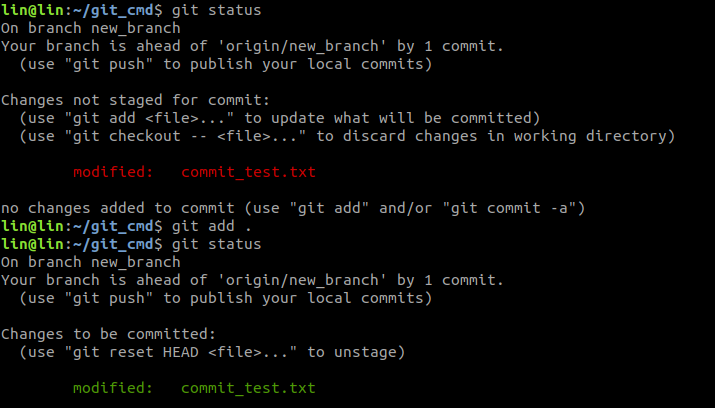 lin@lin:~/git_cmd$ git status
On branch new_branch
Your branch is ahead of 'origin/new_branch' by 1 commit.
  (use "git push" to publish your local commits)

Changes not staged for commit:
  (use "git add <file>..." to update what will be committed)
  (use "git checkout -- <file>..." to discard changes in working directory)

        modified:   commit_test.txt

no changes added to commit (use "git add" and/or "git commit -a")
lin@lin:~/git_cmd$ git add .
lin@lin:~/git_cmd$ git status
On branch new_branch
Your branch is ahead of 'origin/new_branch' by 1 commit.
  (use "git push" to publish your local commits)

Changes to be committed:
  (use "git reset HEAD <file>..." to unstage)

        modified:   commit_test.txt